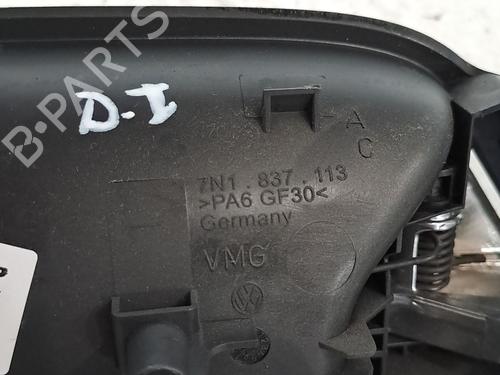 B-PARTS
D.I
A
C
7N1 . 837 . 113
>PA6 GF30<
Germany
VMG